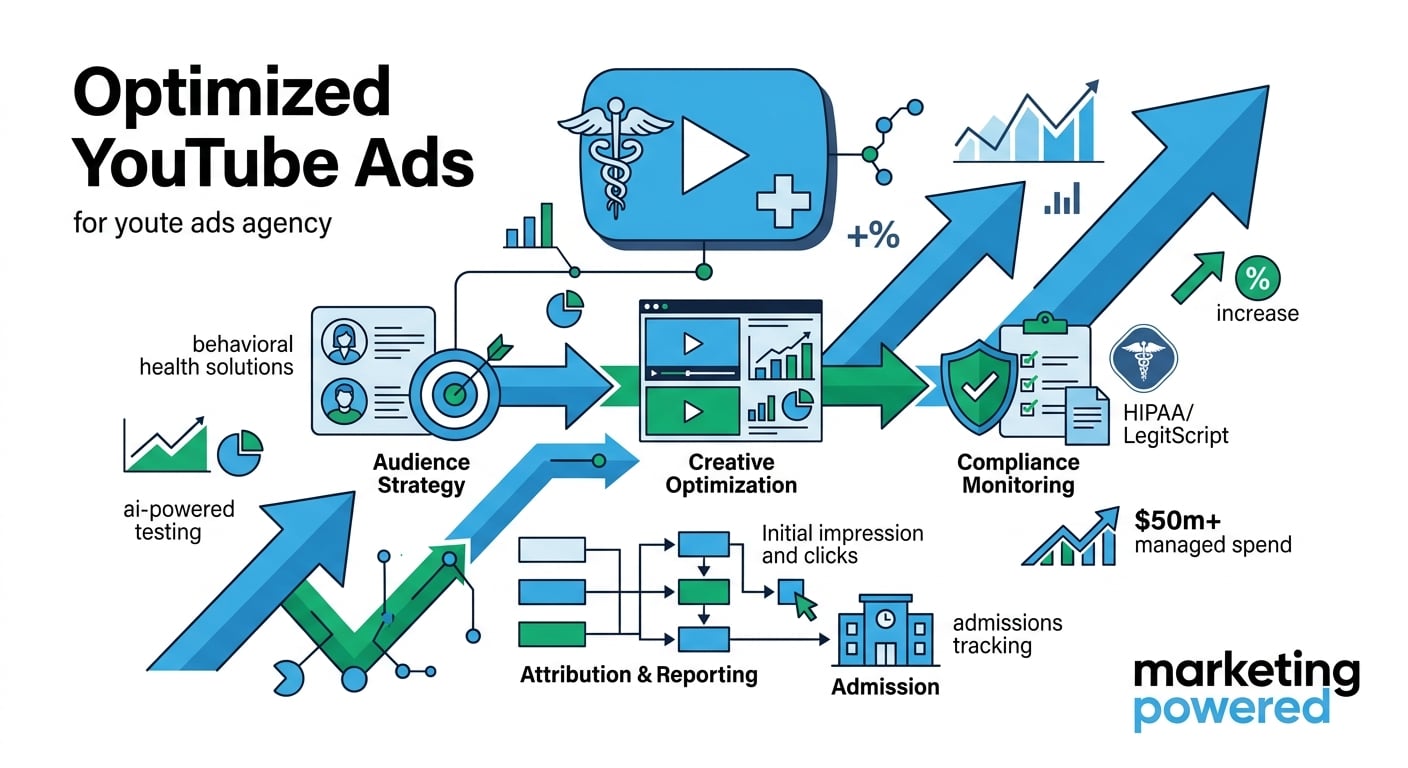 Optimized
YouTube Ads
for youte ads agency
+%
%
increase
behavioral
health solutions
Audience
Strategy
Creative
Optimization
Compliance
Monitoring
HIPAA/
LegitScript
ai-powered
testing
$50m+
managed spend
Initial impression
and clicks
Attribution & Reporting
Admission
admissions
tracking
marketing
powered